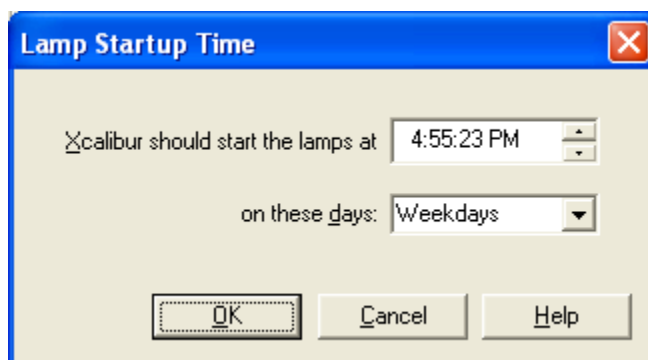 Lamp Startup Time
Xcalibur should start the lamps at 4:55:23 PM
on these days: Weekdays
OK Cancel Help